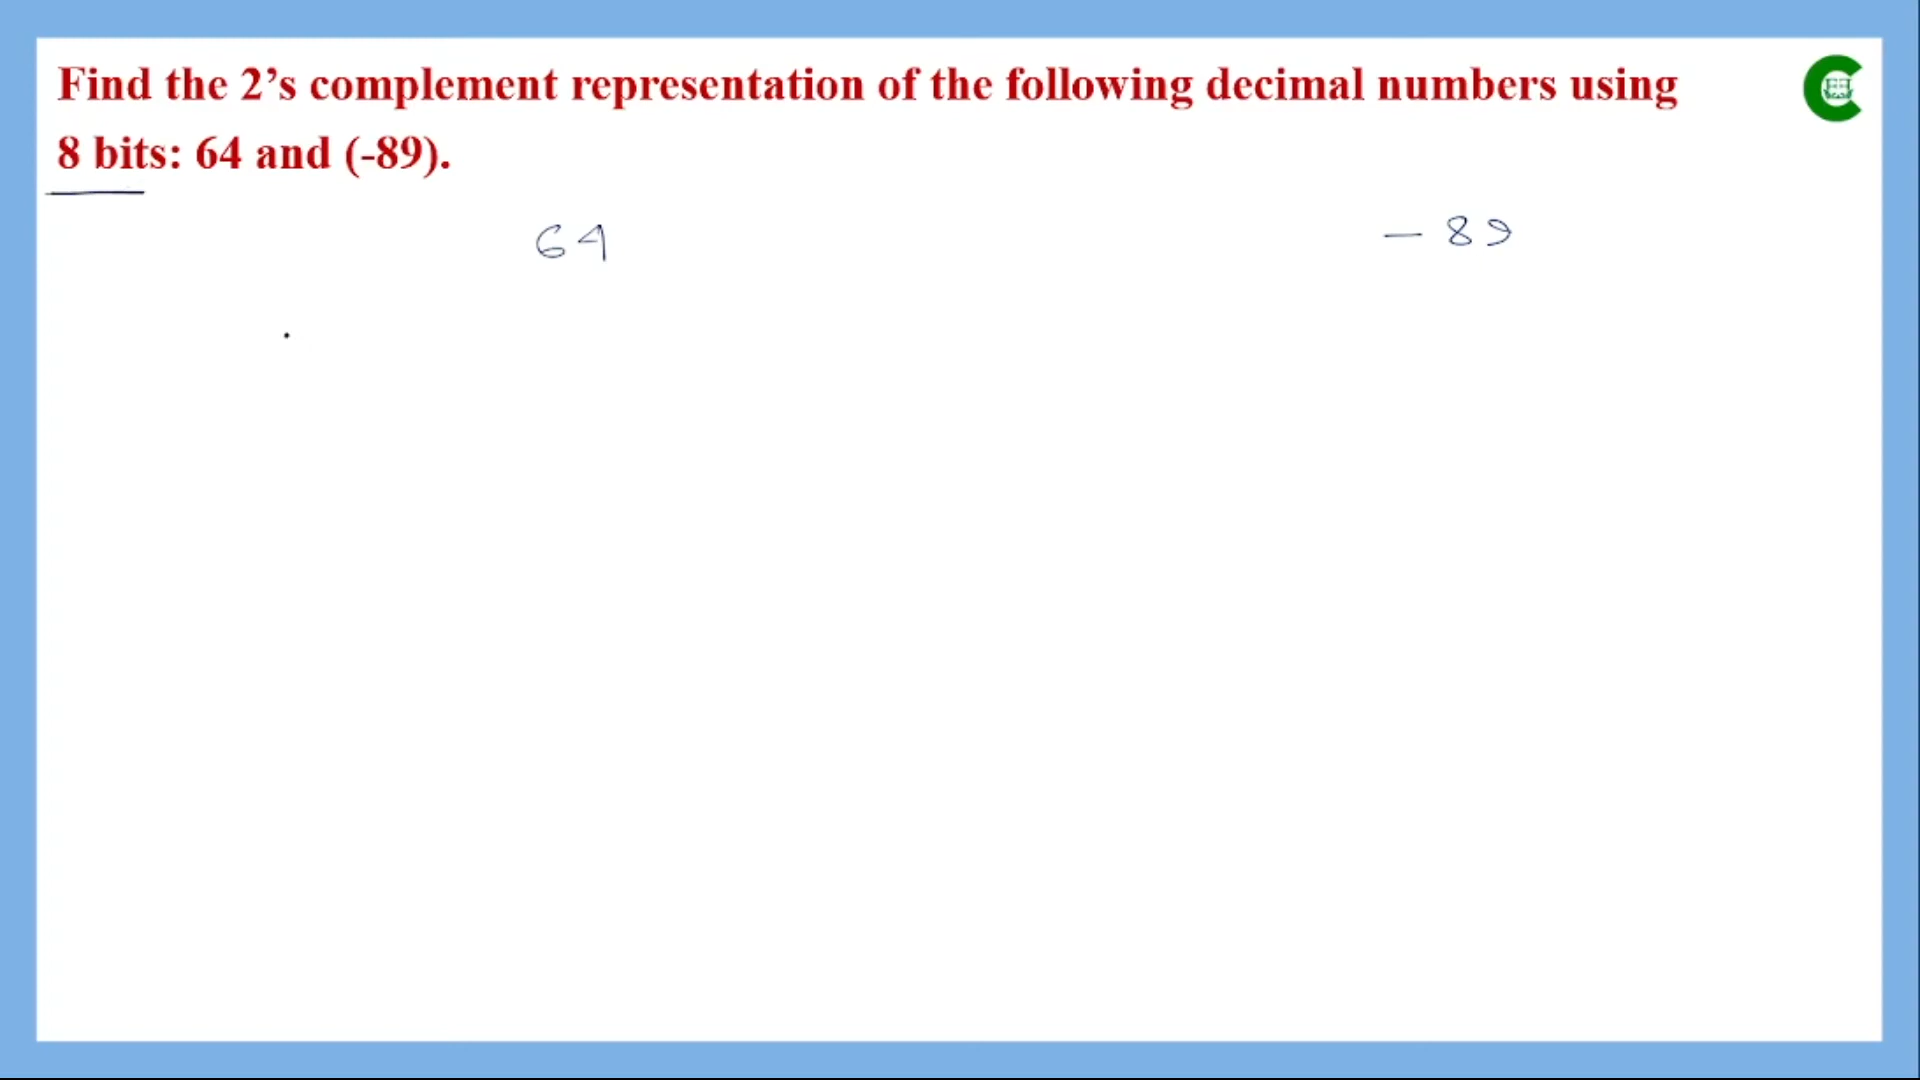 Find the 2’s complement representation of the following decimal numbers using
8 bits: 64 and (-89).
64
- 89